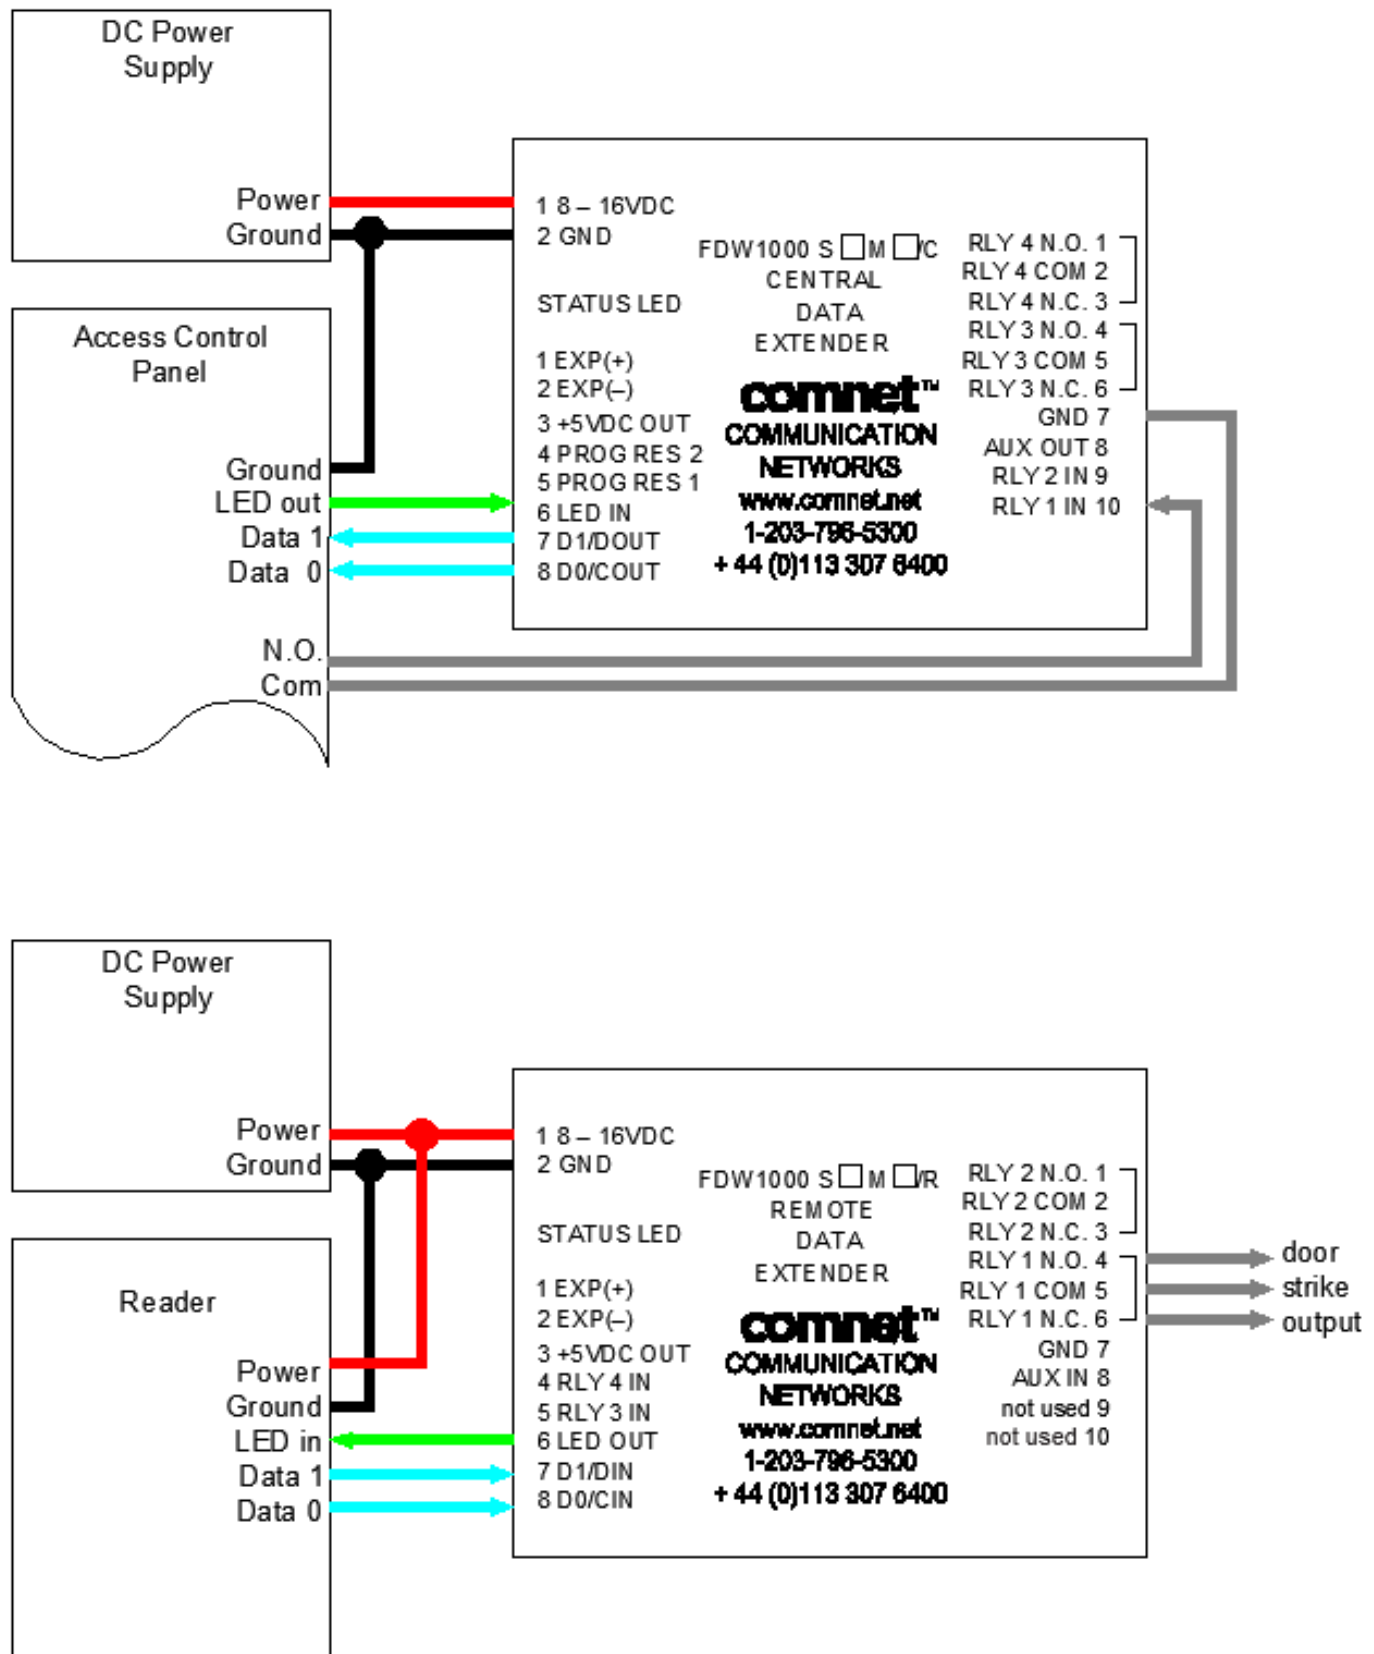 DC Power
Supply
Power
Ground
Access Control
Panel
Ground
LED out
Data 1
Data 0
N.O.
Com
1 8 – 16VDC
2 GND
STATUS LED
1 EXP(+)
2 EXP(–)
3 +5VDC OUT
4 PROG RES 2
5 PROG RES 1
6 LED IN
7 D1/DOUT
8 D0/COUT
FDW1000 S □ M □/C
CENTRAL
DATA
EXTENDER
comnet™
COMMUNICATION
NETWORKS
www.comnet.net
1-203-796-5300
+ 44 (0)113 307 6400
RLY 4 N.O. 1
RLY 4 COM 2
RLY 4 N.C. 3
RLY 3 N.O. 4
RLY 3 COM 5
RLY 3 N.C. 6
GND 7
AUX OUT 8
RLY 2 IN 9
RLY 1 IN 10
DC Power
Supply
Power
Ground
Reader
Power
Ground
LED in
Data 1
Data 0
1 8 – 16VDC
2 GND
STATUS LED
1 EXP(+)
2 EXP(–)
3 +5VDC OUT
4 RLY 4 IN
5 RLY 3 IN
6 LED OUT
7 D1/DIN
8 D0/CIN
FDW1000 S □ M □/R
REMOTE
DATA
EXTENDER
comnet™
COMMUNICATION
NETWORKS
www.comnet.net
1-203-796-5300
+ 44 (0)113 307 6400
RLY 2 N.O. 1
RLY 2 COM 2
RLY 2 N.C. 3
RLY 1 N.O. 4
RLY 1 COM 5
RLY 1 N.C. 6
GND 7
AUX IN 8
not used 9
not used 10
door
strike
output